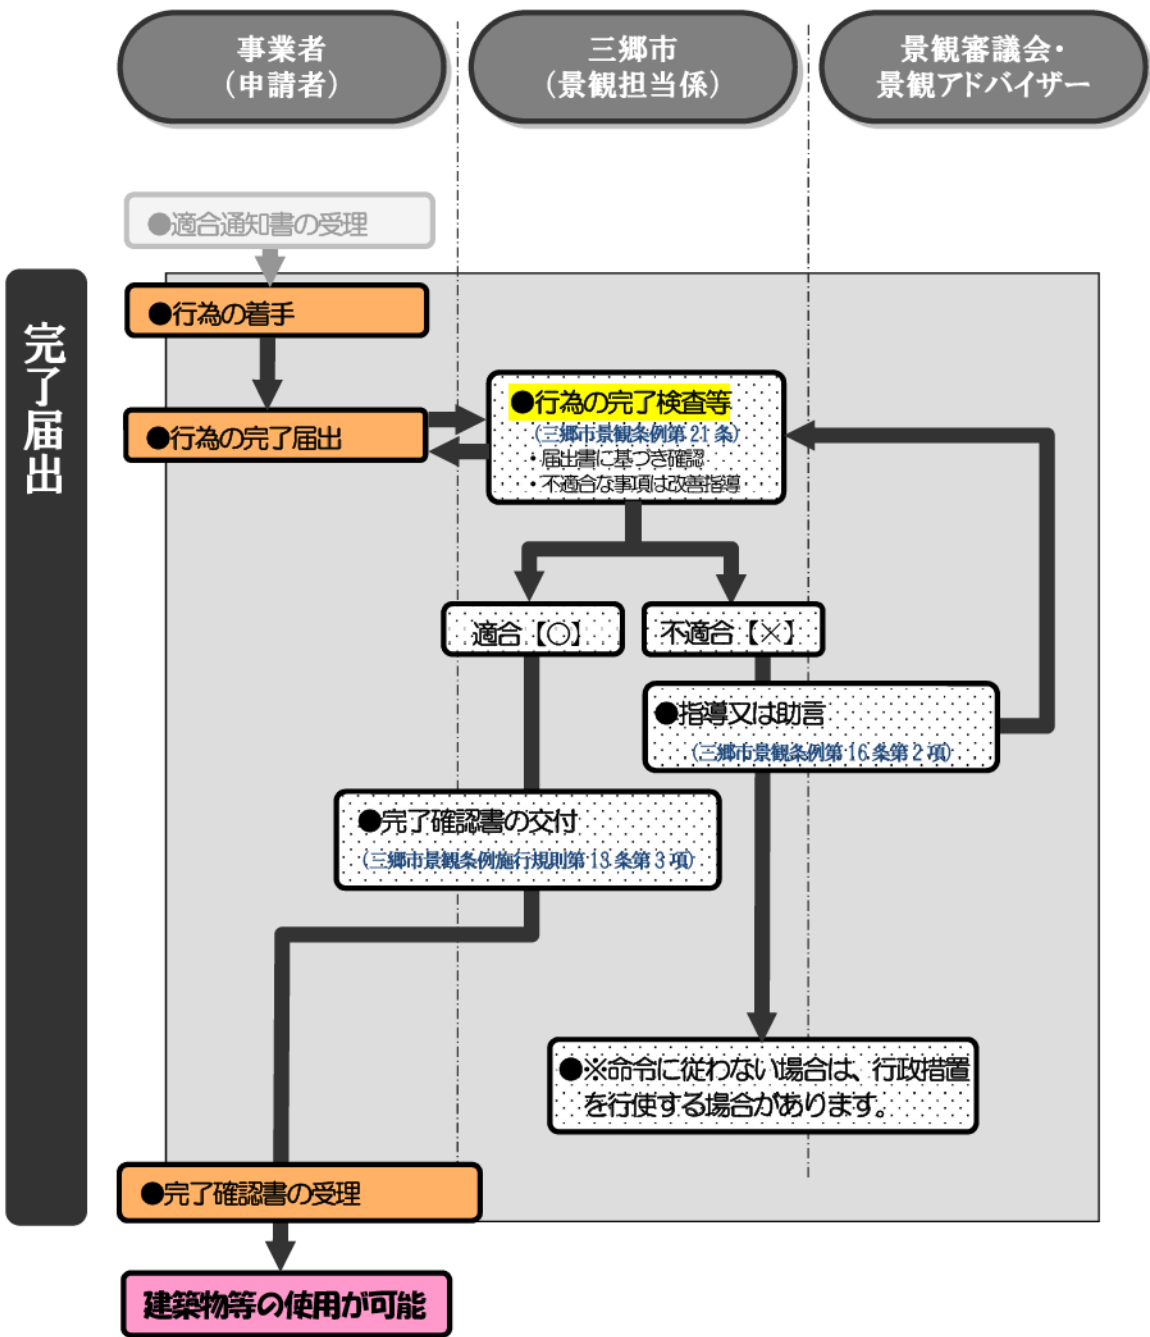 事業者
（申請者）
三郷市
（景観担当係）
景観審議会・
景観アドバイザー
●適合通知書の受理
完了届出
●行為の着手
●行為の完了届出
●行為の完了検査等
（三郷市景観条例第 21 条）
・届出書に基づき確認
・不適合な事項は改善指導
適合【○】
不適合【×】
●指導又は助言
（三郷市景観条例第 16 条第 2 項）
●完了確認書の交付
（三郷市景観条例施行規則第 13 条第 3 項）
●※命令に従わない場合は、行政措置
を行使する場合があります。
●完了確認書の受理
建築物等の使用が可能